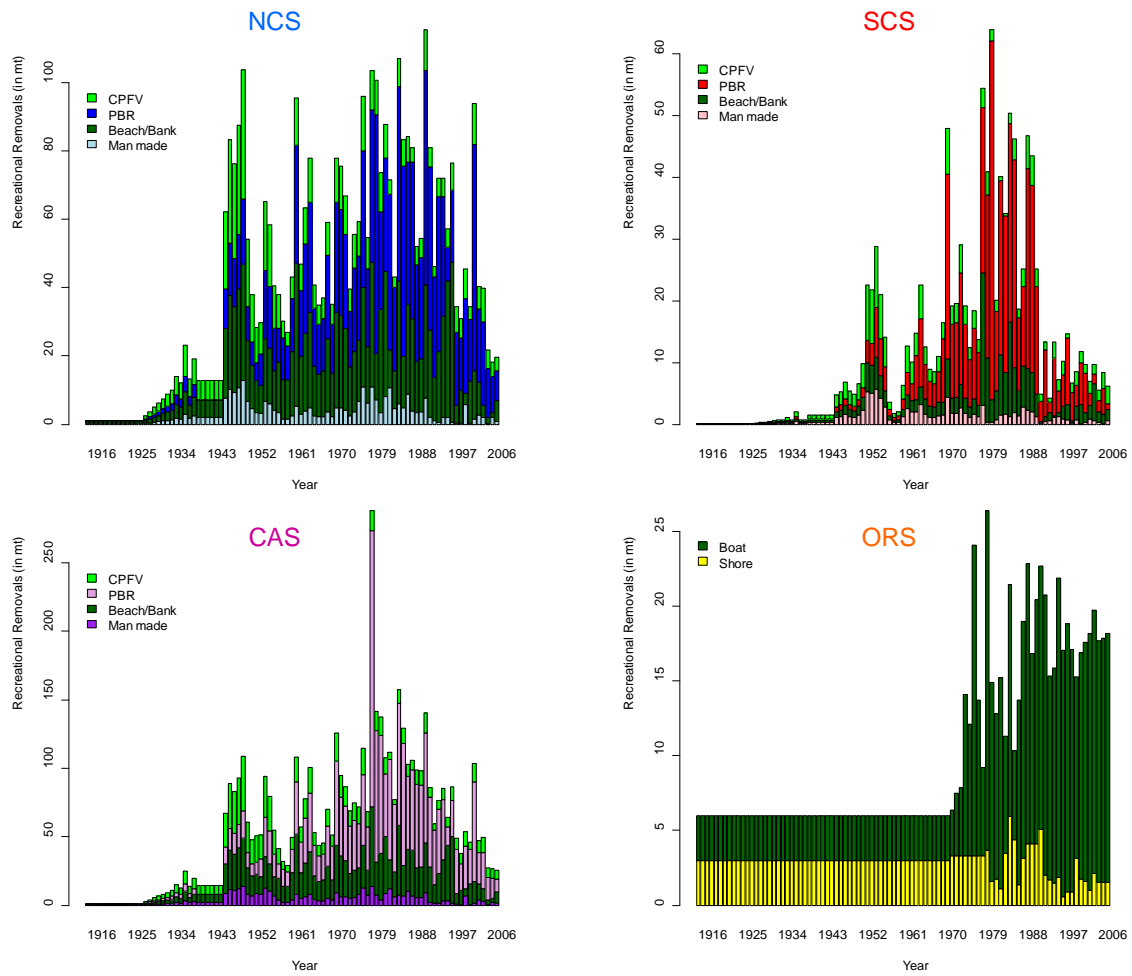 NCS
Recreational Removals (in mt)
CPFV
PBR
Beach/Bank
Man made
0 20 40 60 80 100
1916 1925 1934 1943 1952 1961 1970 1979 1988 1997 2006
Year
SCS
Recreational Removals (in mt)
CPFV
PBR
Beach/Bank
Man made
0 10 20 30 40 50 60
1916 1925 1934 1943 1952 1961 1970 1979 1988 1997 2006
Year
CAS
Recreational Removals (in mt)
CPFV
PBR
Beach/Bank
Man made
0 50 100 150 200 250
1916 1925 1934 1943 1952 1961 1970 1979 1988 1997 2006
Year
ORS
Recreational Removals (in mt)
Boat
Shore
0 5 10 15 20 25
1916 1925 1934 1943 1952 1961 1970 1979 1988 1997 2006
Year